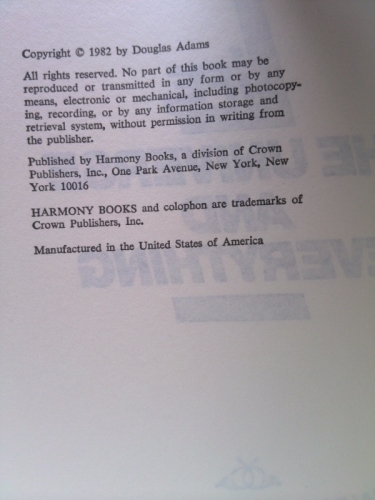 Copyright © 1982 by Douglas Adams
All rights reserved. No part of this book may be
reproduced or transmitted in any form or by any
means, electronic or mechanical, including photocopy-
ing, recording, or by any information storage and
retrieval system, without permission in writing from
the publisher.
Published by Harmony Books, a division of Crown
Publishers, Inc., One Park Avenue, New York, New
York 10016
HARMONY BOOKS and colophon are trademarks of
Crown Publishers, Inc.
Manufactured in the United States of America